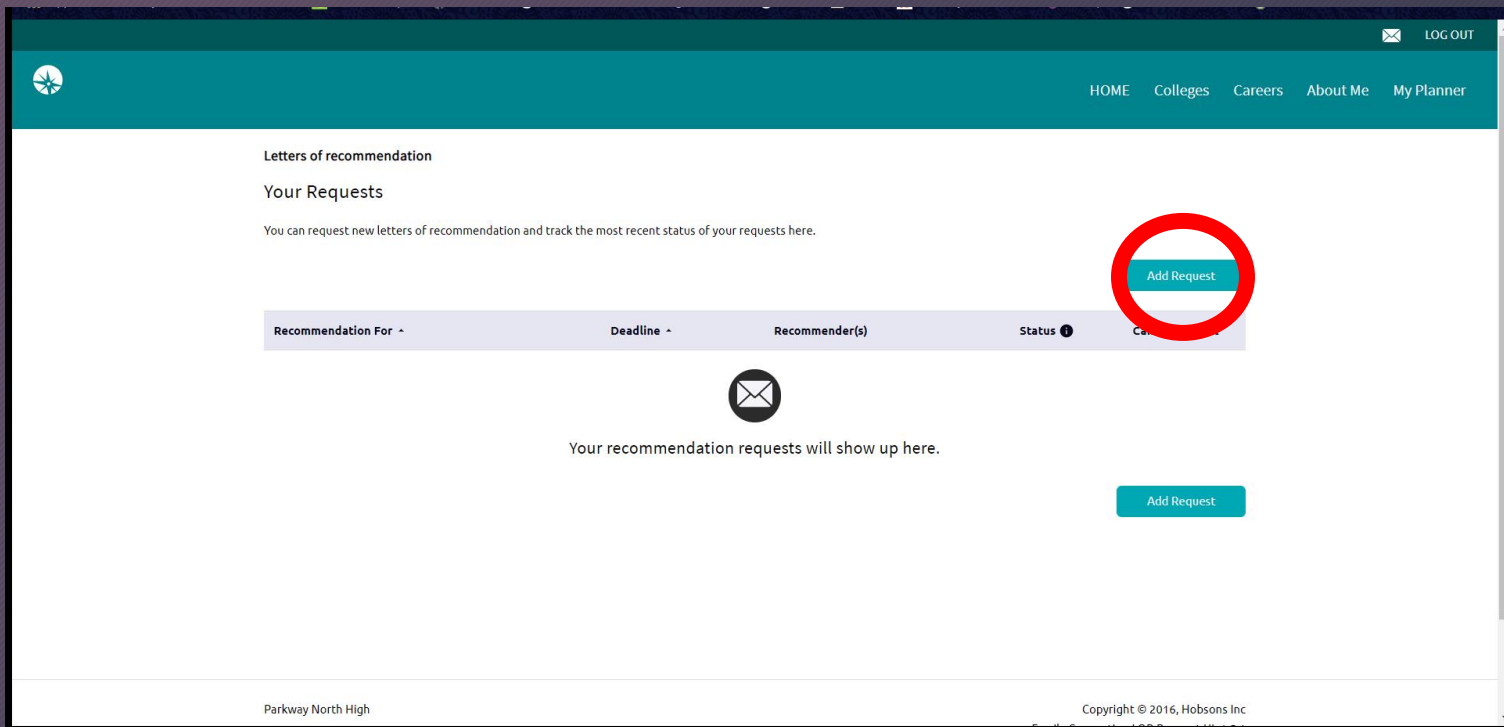 LOG OUT
HOME Colleges Careers About Me My Planner
Letters of recommendation
Your Requests
You can request new letters of recommendation and track the most recent status of your requests here.
Add Request
Recommendation For Deadline Recommender(s) Status
Your recommendation requests will show up here.
Add Request
Parkway North High Copyright © 2016, Hobsons Inc